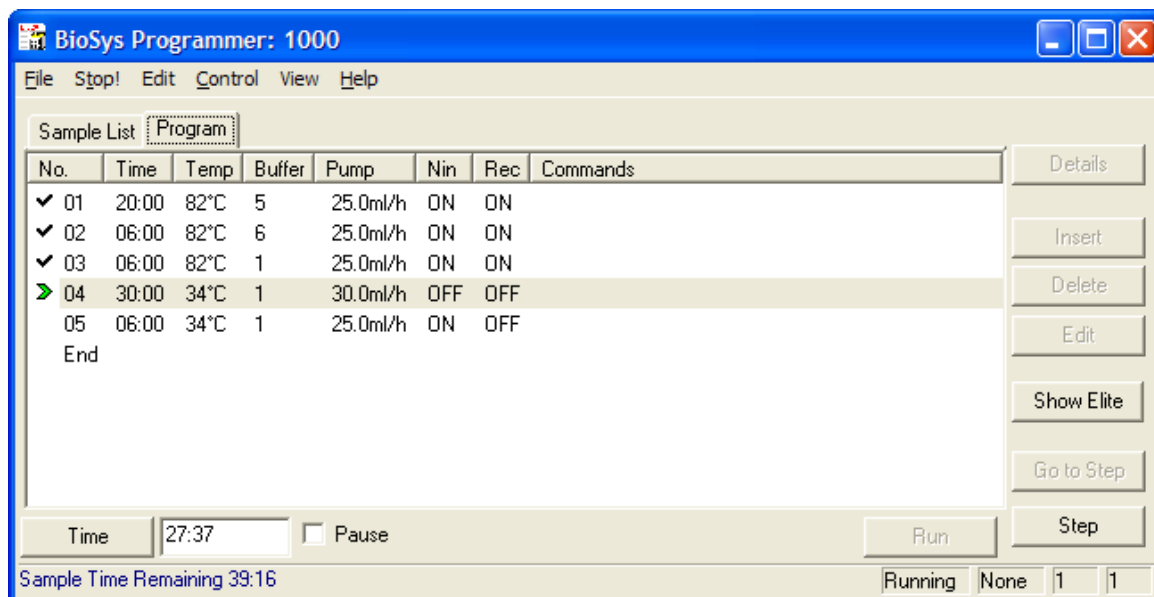 BioSys Programmer: 1000
File Stop! Edit Control View Help
Sample List Program
No. Time Temp Buffer Pump Nin Rec Commands
01 20:00 82°C 5 25.0ml/h ON ON
02 06:00 82°C 6 25.0ml/h ON ON
03 06:00 82°C 1 25.0ml/h ON ON
04 30:00 34°C 1 30.0ml/h OFF OFF
05 06:00 34°C 1 25.0ml/h ON OFF
End
Details
Insert
Delete
Edit
Show Elite
Go to Step
Step
Time 27:37 Pause Run
Sample Time Remaining 39:16 Running None 1 1